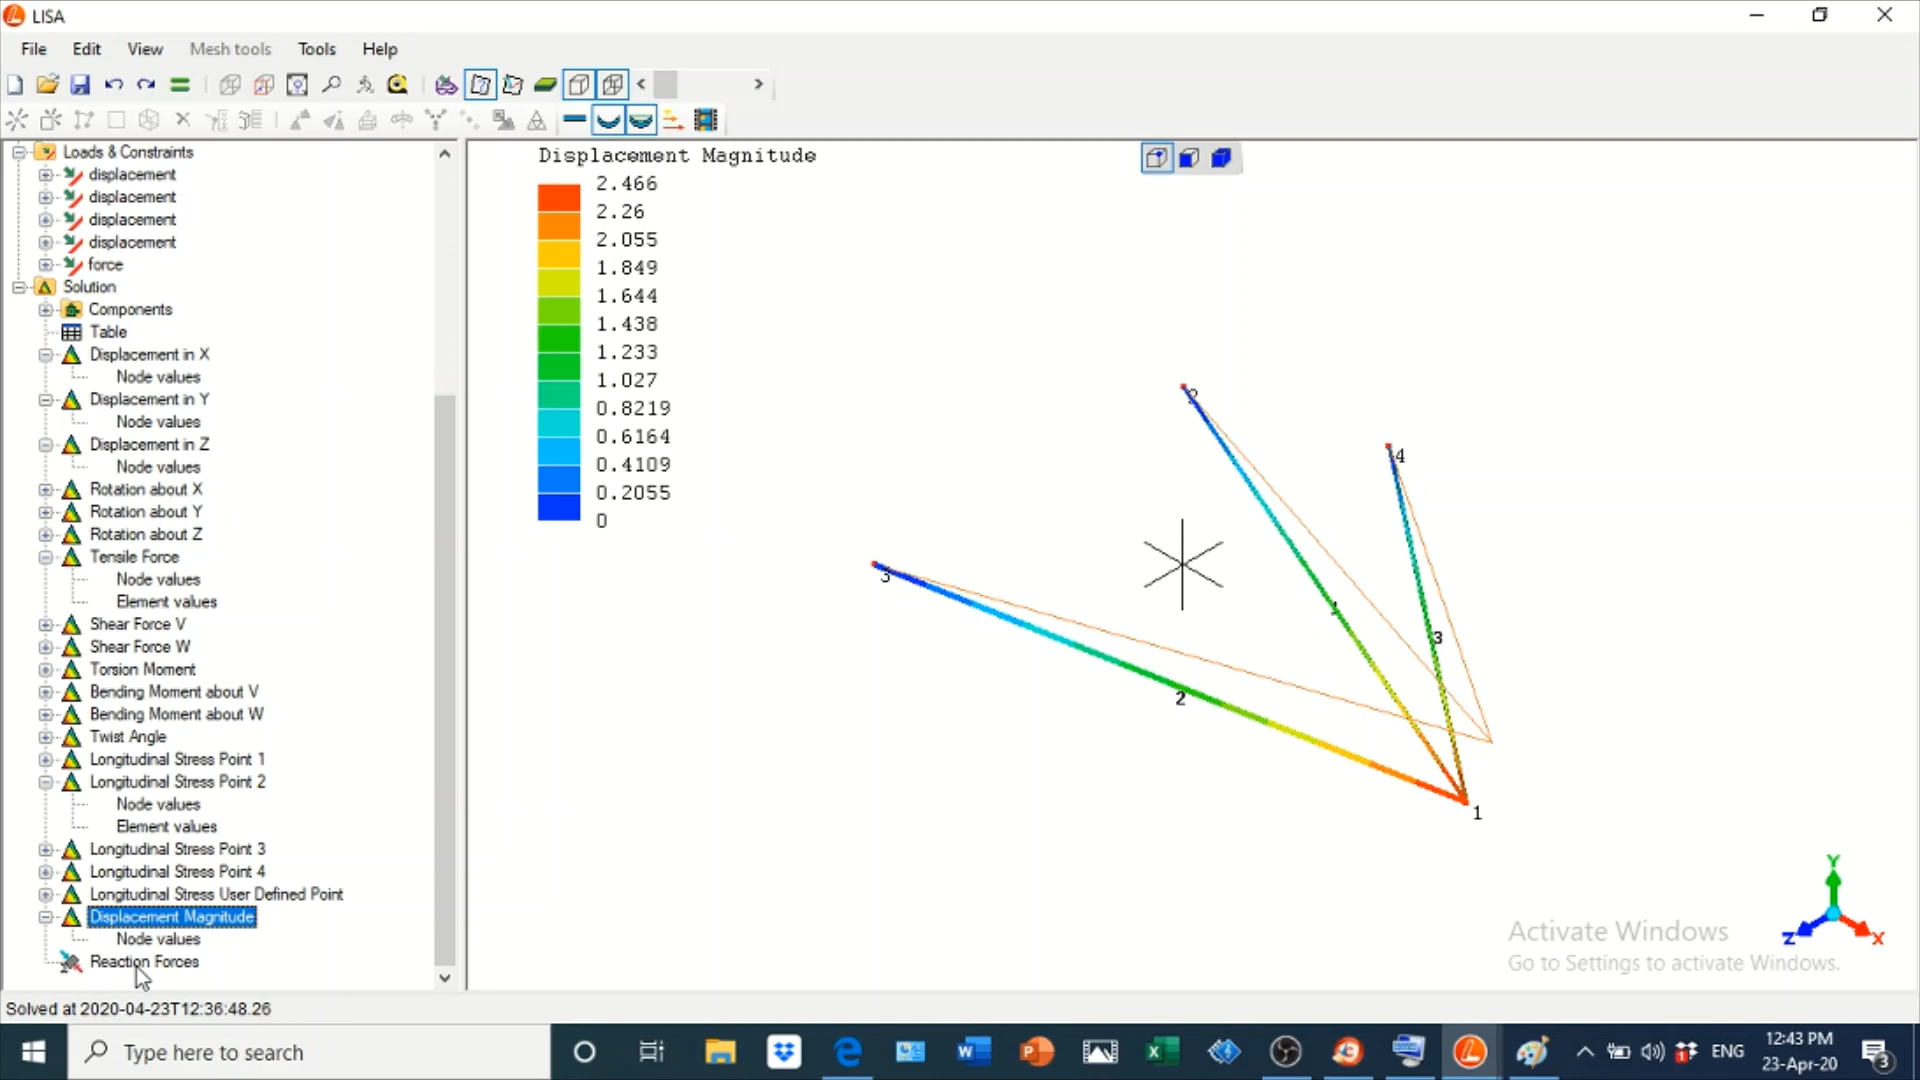 LISA
File Edit View Mesh tools Tools Help
Loads & Constraints
displacement
displacement
displacement
displacement
force
Solution
Components
Table
Displacement in X
Node values
Displacement in Y
Node values
Displacement in Z
Node values
Rotation about X
Rotation about Y
Rotation about Z
Tensile Force
Node values
Element values
Shear Force V
Shear Force W
Torsion Moment
Bending Moment about V
Bending Moment about W
Twist Angle
Longitudinal Stress Point 1
Longitudinal Stress Point 2
Node values
Element values
Longitudinal Stress Point 3
Longitudinal Stress Point 4
Longitudinal Stress User Defined Point
Displacement Magnitude
Node values
Reaction Forces
Displacement Magnitude
2.466
2.26
2.055
1.849
1.644
1.438
1.233
1.027
0.8219
0.6164
0.4109
0.2055
0
2
4
3
1
3
2
1
Y
Z
X
Activate Windows
Go to Settings to activate Windows.
Solved at 2020-04-23T12:36:48.26
Type here to search
ENG
12:43 PM
23-Apr-20
3